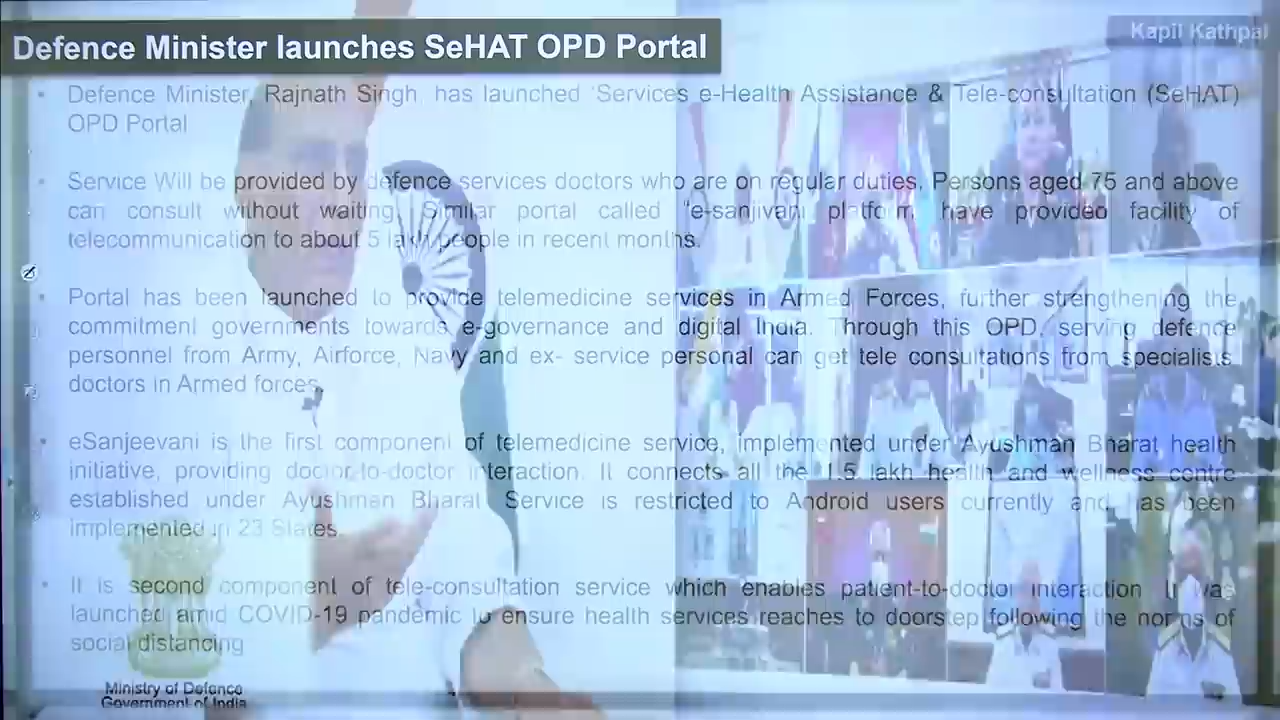 Defence Minister launches SeHAT OPD Portal
Kapil Kathpal
• Defence Minister, Rajnath Singh, has launched 'Services e-Health Assistance & Tele-consultation (SeHAT)
OPD Portal
• Service Will be provided by defence services doctors who are on regular duties, Persons aged 75 and above
can consult without waiting. Similar portal called 'e-sanjivani platform have provided facility of
telecommunication to about 5 lakh people in recent months.
• Portal has been launched to provide telemedicine services in Armed Forces, further strengthening the
commitment governments towards e-governance and digital India. Through this OPD, serving defence
personnel from Army, Airforce, Navy and ex- service personal can get tele consultations from specialists
doctors in Armed forces.
• eSanjeevani is the first component of telemedicine service, implemented under Ayushman Bharat health
initiative, providing doctor-to-doctor interaction. It connects all the 1.5 lakh health and wellness centre
established under Ayushman Bharat. Service is restricted to Android users currently and has been
implemented in 23 States.
• It is second component of tele-consultation service which enables patient-to-doctor interaction. It was
launched amid COVID-19 pandemic to ensure health services reaches to doorstep following the norms of
social distancing
Ministry of Defence
Government of India